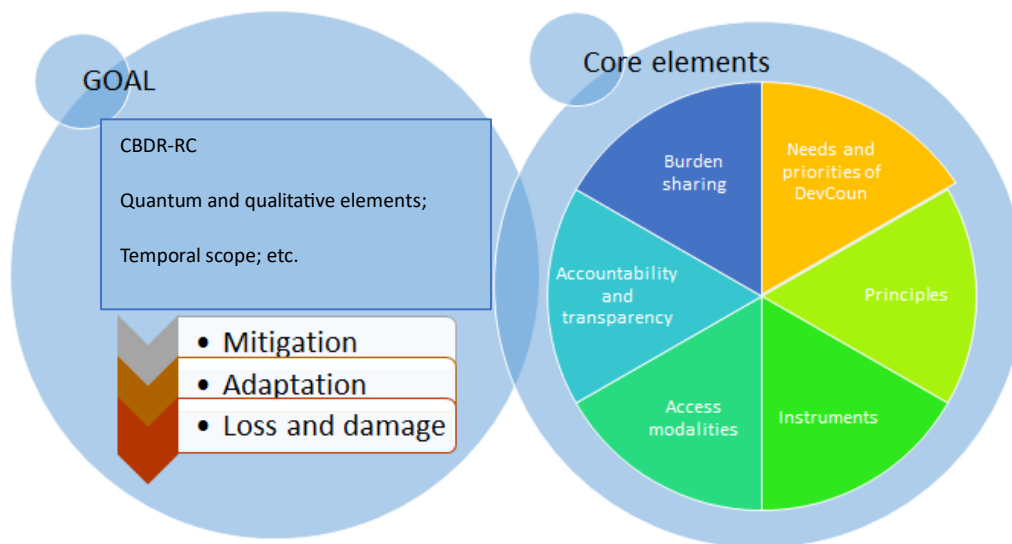 GOAL
CBDR-RC
Quantum and qualitative elements;
Temporal scope; etc.
• Mitigation
• Adaptation
• Loss and damage
Core elements
Needs and
priorities of
DevCoun
Principles
Instruments
Access
modalities
Accountability
and
transparency
Burden
sharing